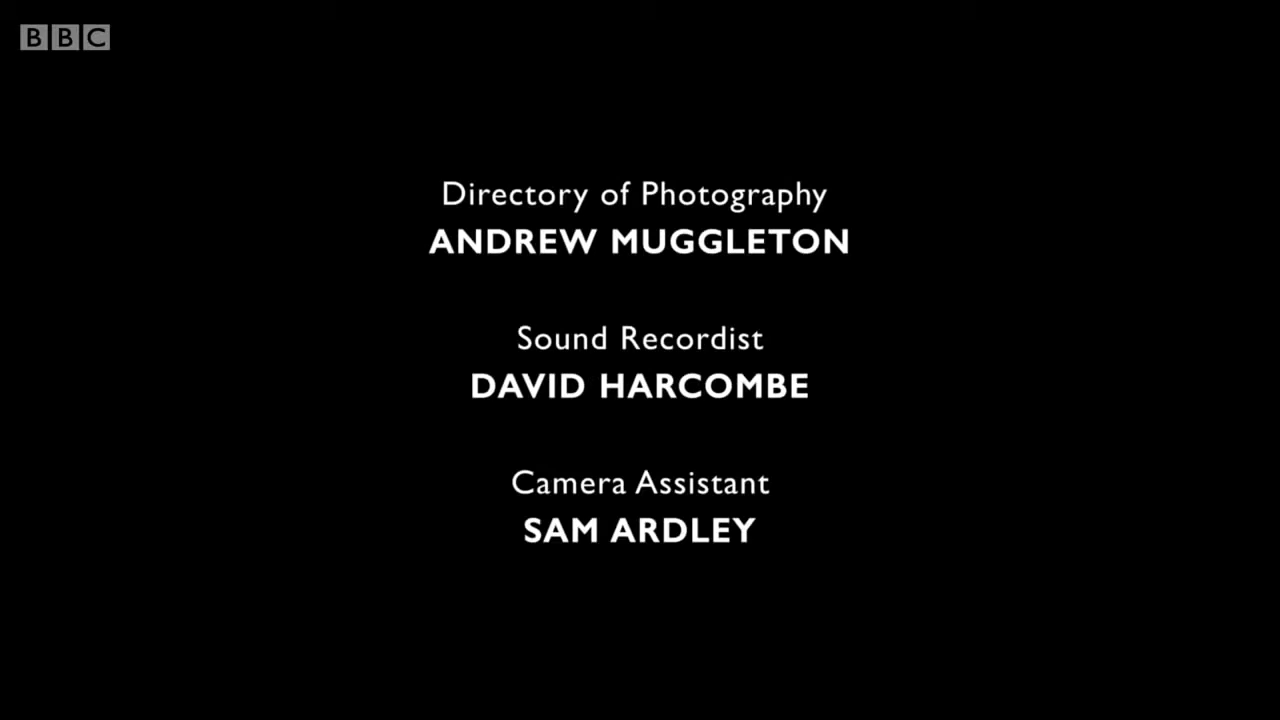 BBC
Directory of Photography
ANDREW MUGGLETON
Sound Recordist
DAVID HARCOMBE
Camera Assistant
SAM ARDLEY